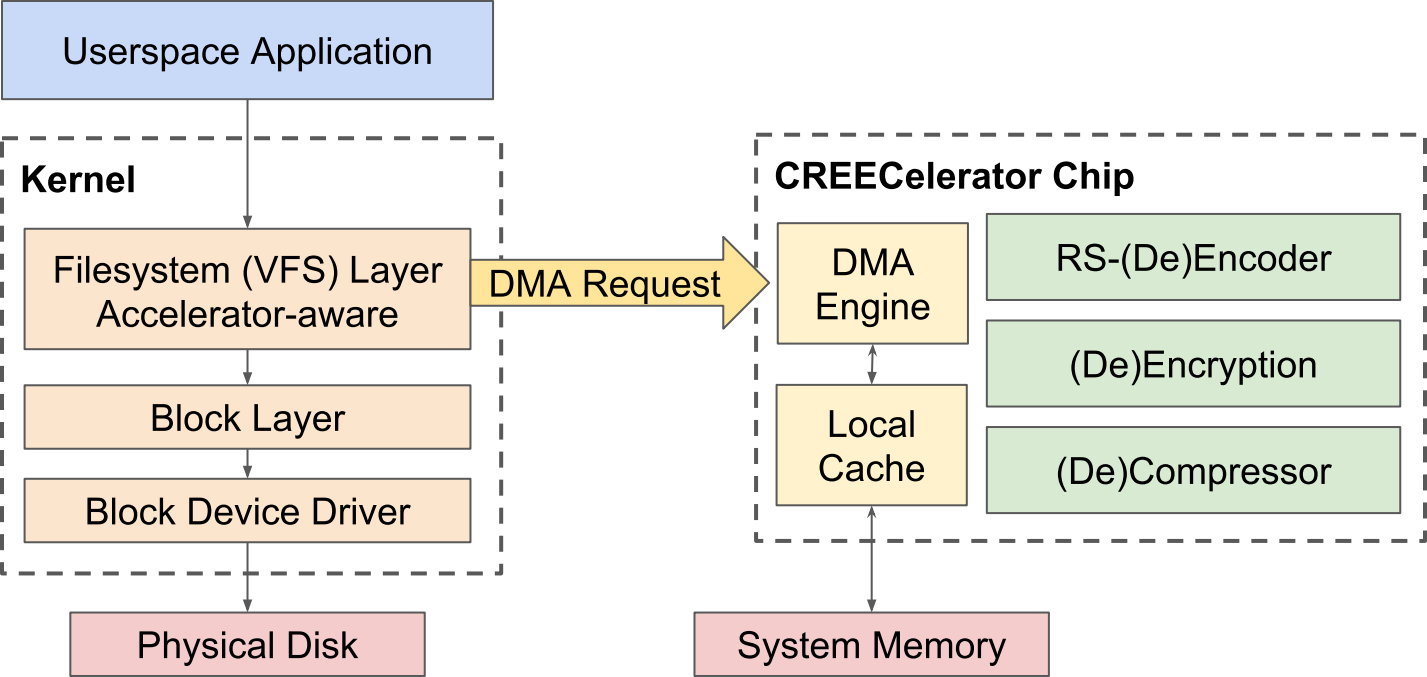 Userspace Application
Kernel
Filesystem (VFS) Layer
Accelerator-aware
Block Layer
Block Device Driver
Physical Disk
DMA Request
CREECelerator Chip
DMA
Engine
Local
Cache
RS-(De)Encoder
(De)Encryption
(De)Compressor
System Memory